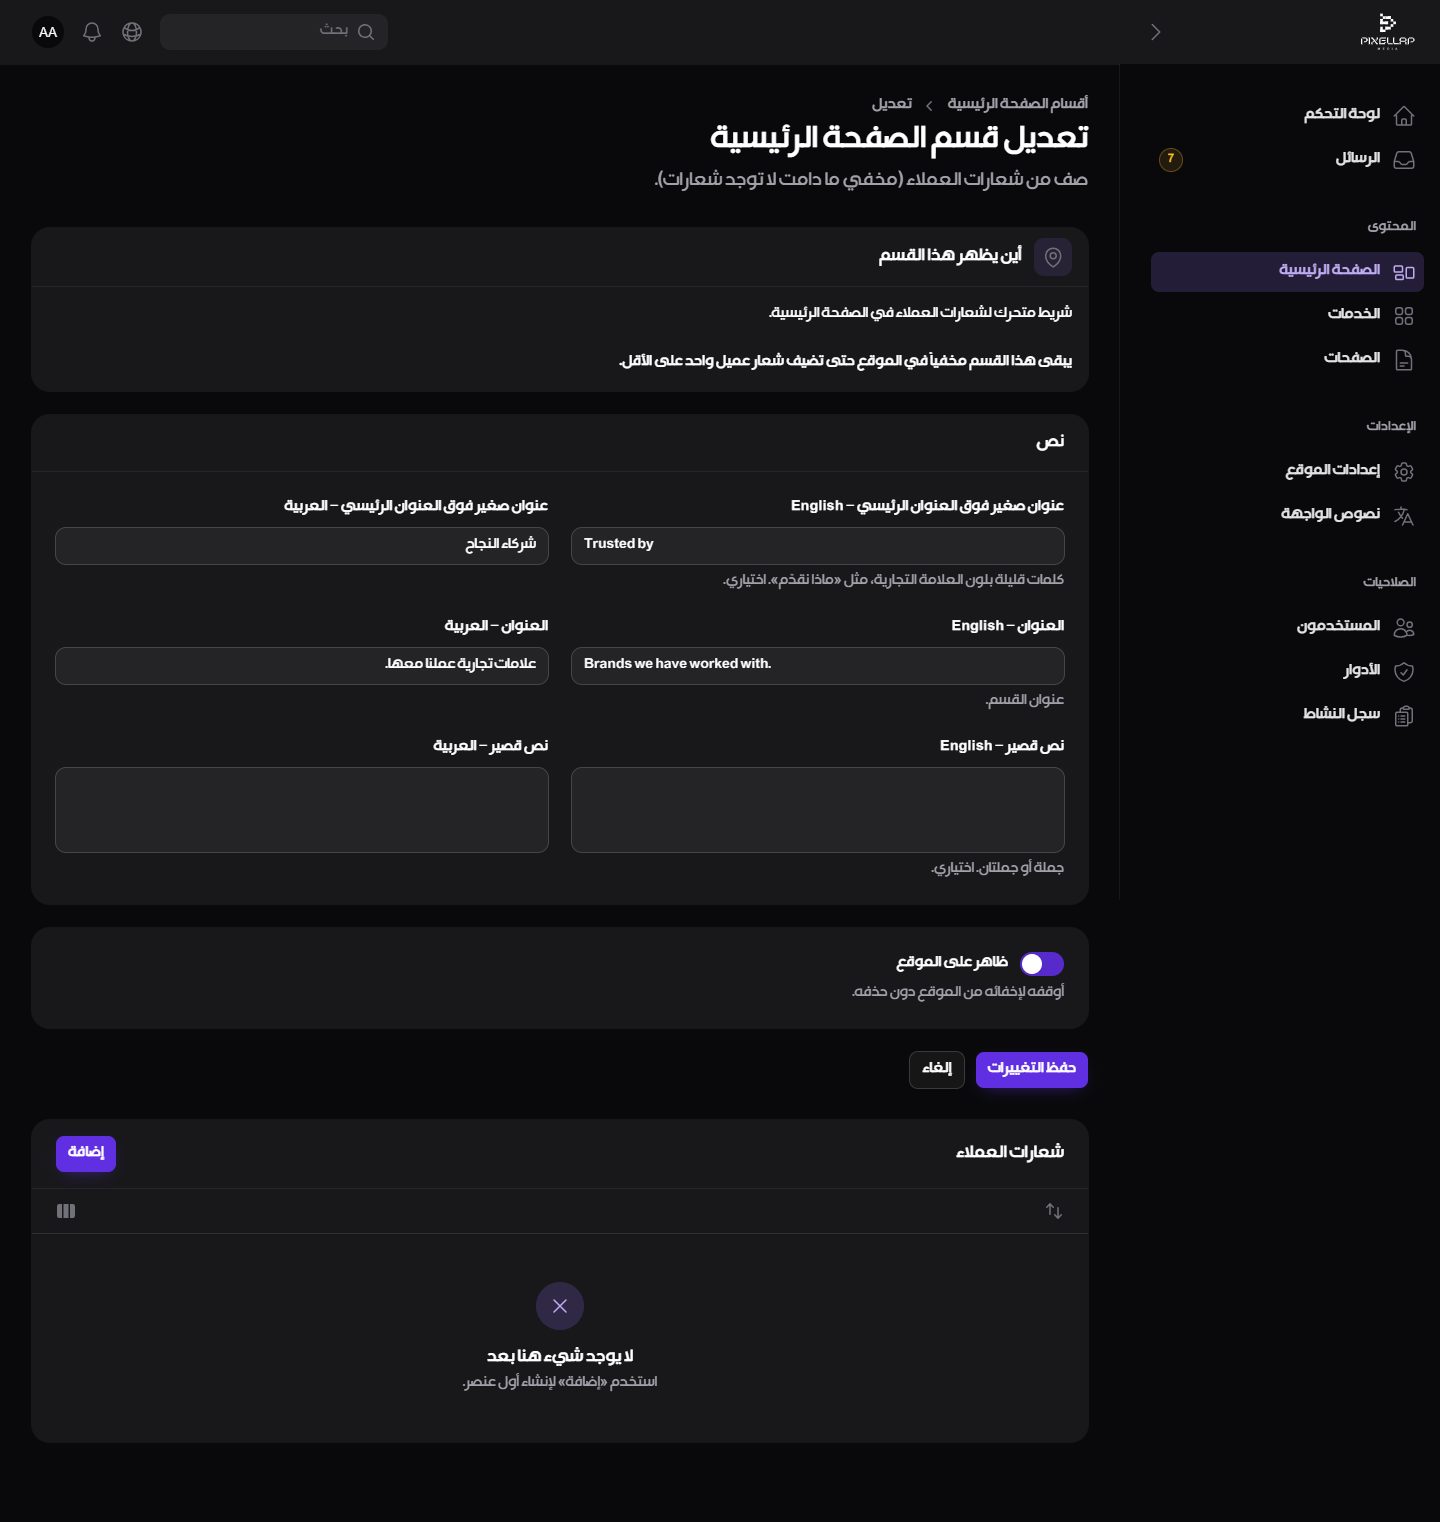 PIXELLAP
MEDIA
بحث
AA
لوحة التحكم
الرسائل
7
المحتوى
الصفحة الرئيسية
الخدمات
الصفحات
الإعدادات
إعدادات الموقع
نصوص الواجهة
الصلاحيات
المستخدمون
الأدوار
سجل النشاط
أقسام الصفحة الرئيسية
تعديل
تعديل قسم الصفحة الرئيسية
صف من شعارات العملاء (مخفي ما دامت لا توجد شعارات).
أين يظهر هذا القسم
شريط متحرك لشعارات العملاء في الصفحة الرئيسية.
يبقى هذا القسم مخفياً في الموقع حتى تضيف شعار عميل واحد على الأقل.
نص
عنوان صغير فوق العنوان الرئيسي – English
Trusted by
كلمات قليلة بلون العلامة التجارية، مثل «ماذا نقدّم». اختياري.
عنوان صغير فوق العنوان الرئيسي – العربية
شركاء النجاح
العنوان – English
Brands we have worked with.
عنوان القسم.
العنوان – العربية
علامات تجارية عملنا معها.
نص قصير – English
جملة أو جملتان. اختياري.
نص قصير – العربية
ظاهر على الموقع
أوقفه لإخفائه من الموقع دون حذفه.
حفظ التغييرات
إلغاء
شعارات العملاء
إضافة
لا يوجد شيء هنا بعد
استخدم «إضافة» لإنشاء أول عنصر.